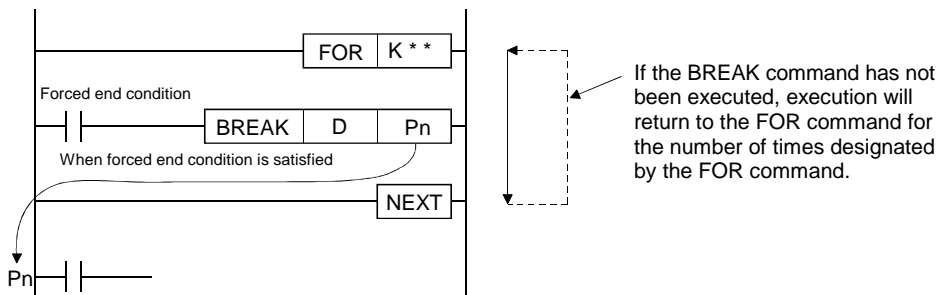 FOR K * *
Forced end condition
BREAK D Pn
When forced end condition is satisfied
NEXT
Pn
If the BREAK command has not
been executed, execution will
return to the FOR command for
the number of times designated
by the FOR command.